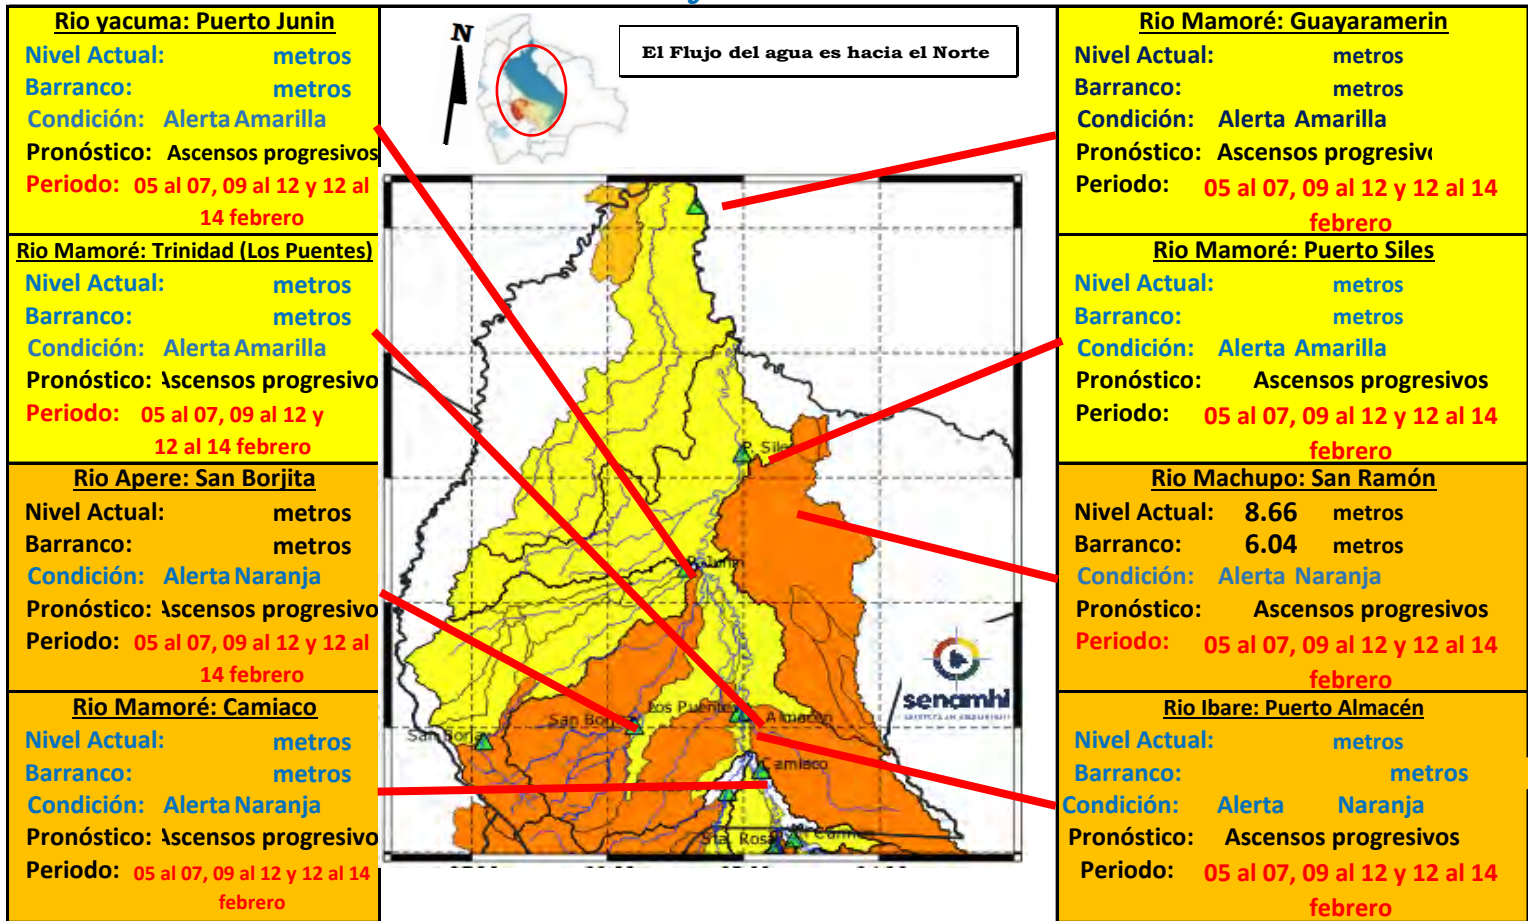 Rio yacuma: Puerto Junin
Nivel Actual: metros
Barranco: metros
Condición: Alerta Amarilla
Pronóstico: Ascensos progresivos
Periodo: 05 al 07, 09 al 12 y 12 al
14 febrero
Rio Mamoré: Trinidad (Los Puentes)
Nivel Actual: metros
Barranco: metros
Condición: Alerta Amarilla
Pronóstico: Ascensos progresivo
Periodo: 05 al 07, 09 al 12 y
12 al 14 febrero
Rio Apere: San Borjita
Nivel Actual: metros
Barranco: metros
Condición: Alerta Naranja
Pronóstico: Ascensos progresivo
Periodo: 05 al 07, 09 al 12 y 12 al
14 febrero
Rio Mamoré: Camiaco
Nivel Actual: metros
Barranco: metros
Condición: Alerta Naranja
Pronóstico: Ascensos progresivo
Periodo: 05 al 07, 09 al 12 y 12 al 14
febrero
N
El Flujo del agua es hacia el Norte
P. Siles
P. Junin
Los Puentes
Almacén
San Borjita
San Borja
Camiaco
Sta. Rosa
senamhi
Rio Mamoré: Guayaramerin
Nivel Actual: metros
Barranco: metros
Condición: Alerta Amarilla
Pronóstico: Ascensos progresiv
Periodo: 05 al 07, 09 al 12 y 12 al 14
febrero
Rio Mamoré: Puerto Siles
Nivel Actual: metros
Barranco: metros
Condición: Alerta Amarilla
Pronóstico: Ascensos progresivos
Periodo: 05 al 07, 09 al 12 y 12 al 14
febrero
Rio Machupo: San Ramón
Nivel Actual: 8.66 metros
Barranco: 6.04 metros
Condición: Alerta Naranja
Pronóstico: Ascensos progresivos
Periodo: 05 al 07, 09 al 12 y 12 al 14
febrero
Rio Ibare: Puerto Almacén
Nivel Actual: metros
Barranco: metros
Condición: Alerta Naranja
Pronóstico: Ascensos progresivos
Periodo: 05 al 07, 09 al 12 y 12 al 14
febrero